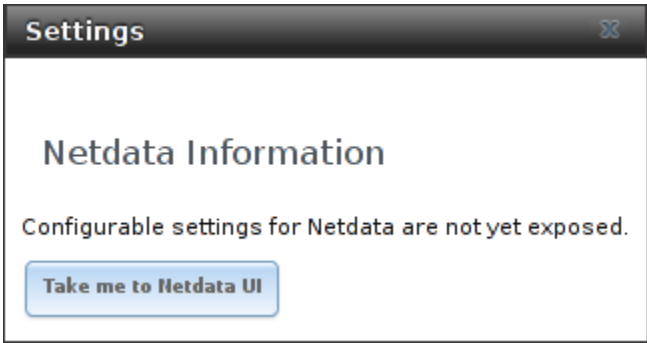 Settings
Netdata Information
Configurable settings for Netdata are not yet exposed.
Take me to Netdata UI